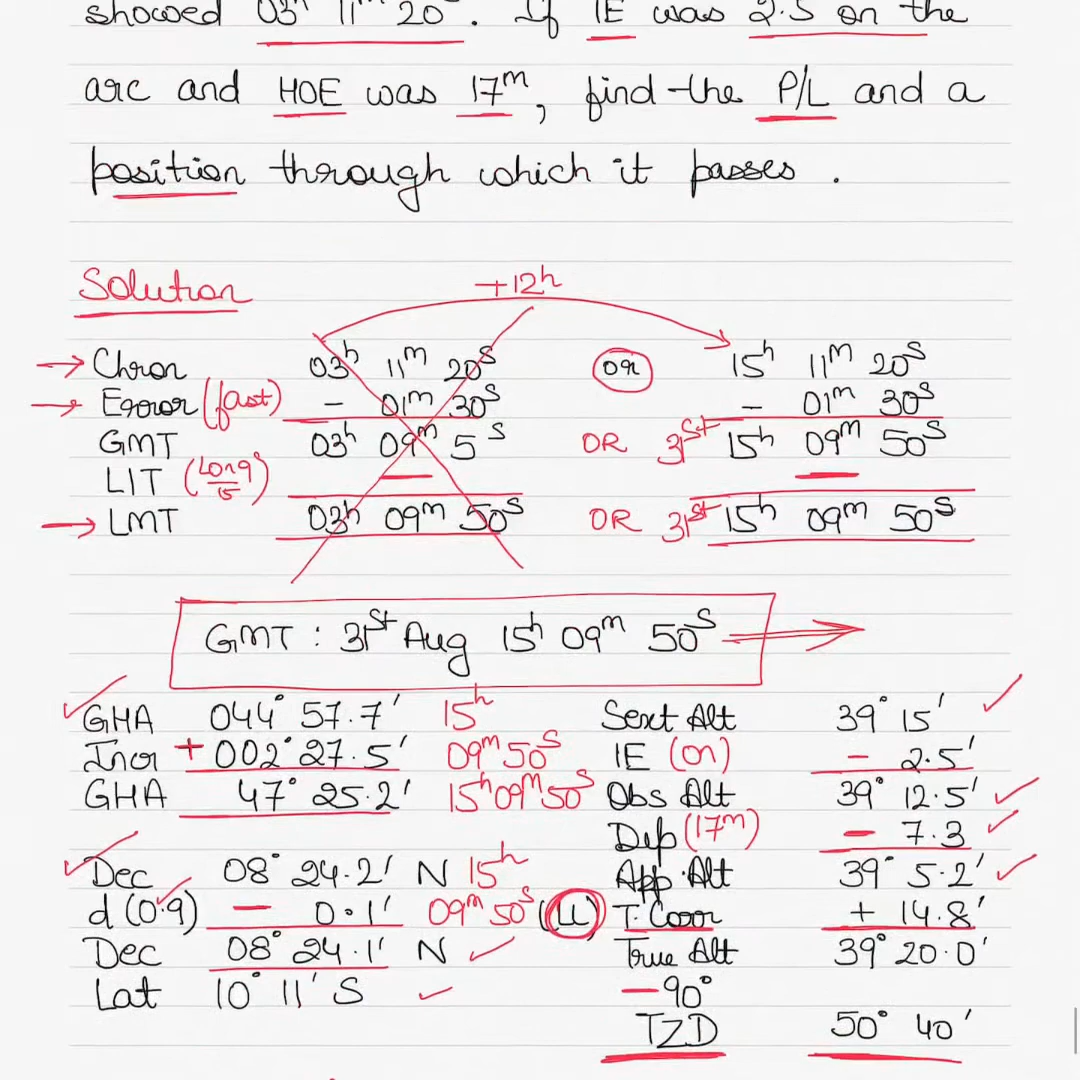 showed 03ʰ 11ᵐ 20ˢ. If IE was 2.5 on the
arc and HOE was 17ᵐ, find the P/L and a
position through which it passes.
Solution
+12ʰ
→ Chron 03ʰ 11ᵐ 20ˢ OR 15ʰ 11ᵐ 20ˢ
→ Error (fast) – 01ᵐ 30ˢ – 01ᵐ 30ˢ
GMT 03ʰ 09ᵐ 5ˢ OR 31ˢᵗ 15ʰ 09ᵐ 50ˢ
LIT (Long/15) — —
→ LMT 03ʰ 09ᵐ 50ˢ OR 31ˢᵗ 15ʰ 09ᵐ 50ˢ
GMT : 31ˢᵗ Aug 15ʰ 09ᵐ 50ˢ
GHA 044° 57.7' 15ʰ
Incr + 002° 27.5' 09ᵐ 50ˢ
GHA 47° 25.2' 15ʰ 09ᵐ 50ˢ
Dec 08° 24.2' N 15ʰ
d (0.9) – 0.1' 09ᵐ 50ˢ
Dec 08° 24.1' N
Lat 10° 11' S
Sext Alt 39° 15'
IE (on) – 2.5'
Obs Alt 39° 12.5'
Dip (17ᵐ) – 7.3
App. Alt 39° 5.2'
(LL) T. Corr + 14.8'
True Alt 39° 20.0'
– 90°
TZD 50° 40'